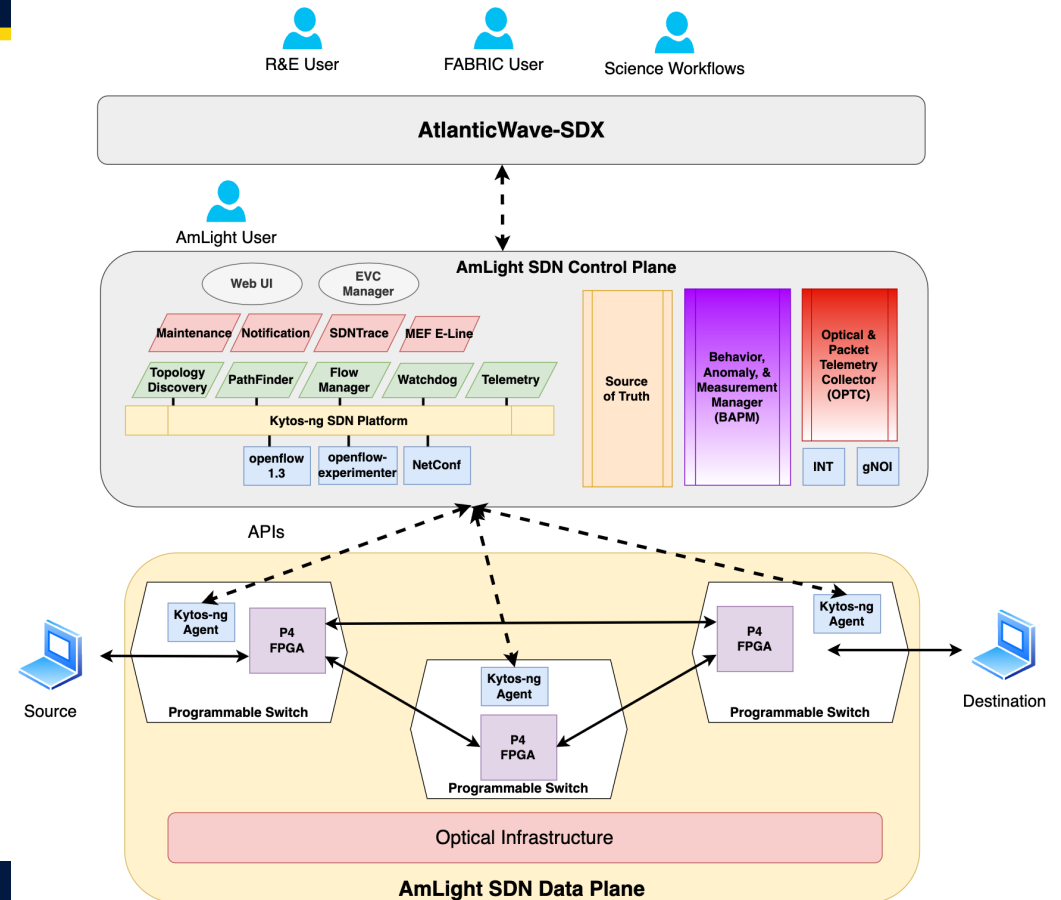 R&E User
FABRIC User
Science Workflows
AtlanticWave-SDX
AmLight User
AmLight SDN Control Plane
Web UI
EVC
Manager
Maintenance
Notification
SDNTrace
MEF E-Line
Topology
Discovery
PathFinder
Flow
Manager
Watchdog
Telemetry
Kytos-ng SDN Platform
openflow
1.3
openflow-
experimenter
NetConf
Source
of Truth
Behavior,
Anomaly, &
Measurement
Manager
(BAPM)
Optical &
Packet
Telemetry
Collector
(OPTC)
INT
gNOI
APIs
Kytos-ng
Agent
P4
FPGA
Programmable Switch
Kytos-ng
Agent
P4
FPGA
Programmable Switch
P4
FPGA
Kytos-ng
Agent
Programmable Switch
Source
Destination
Optical Infrastructure
AmLight SDN Data Plane